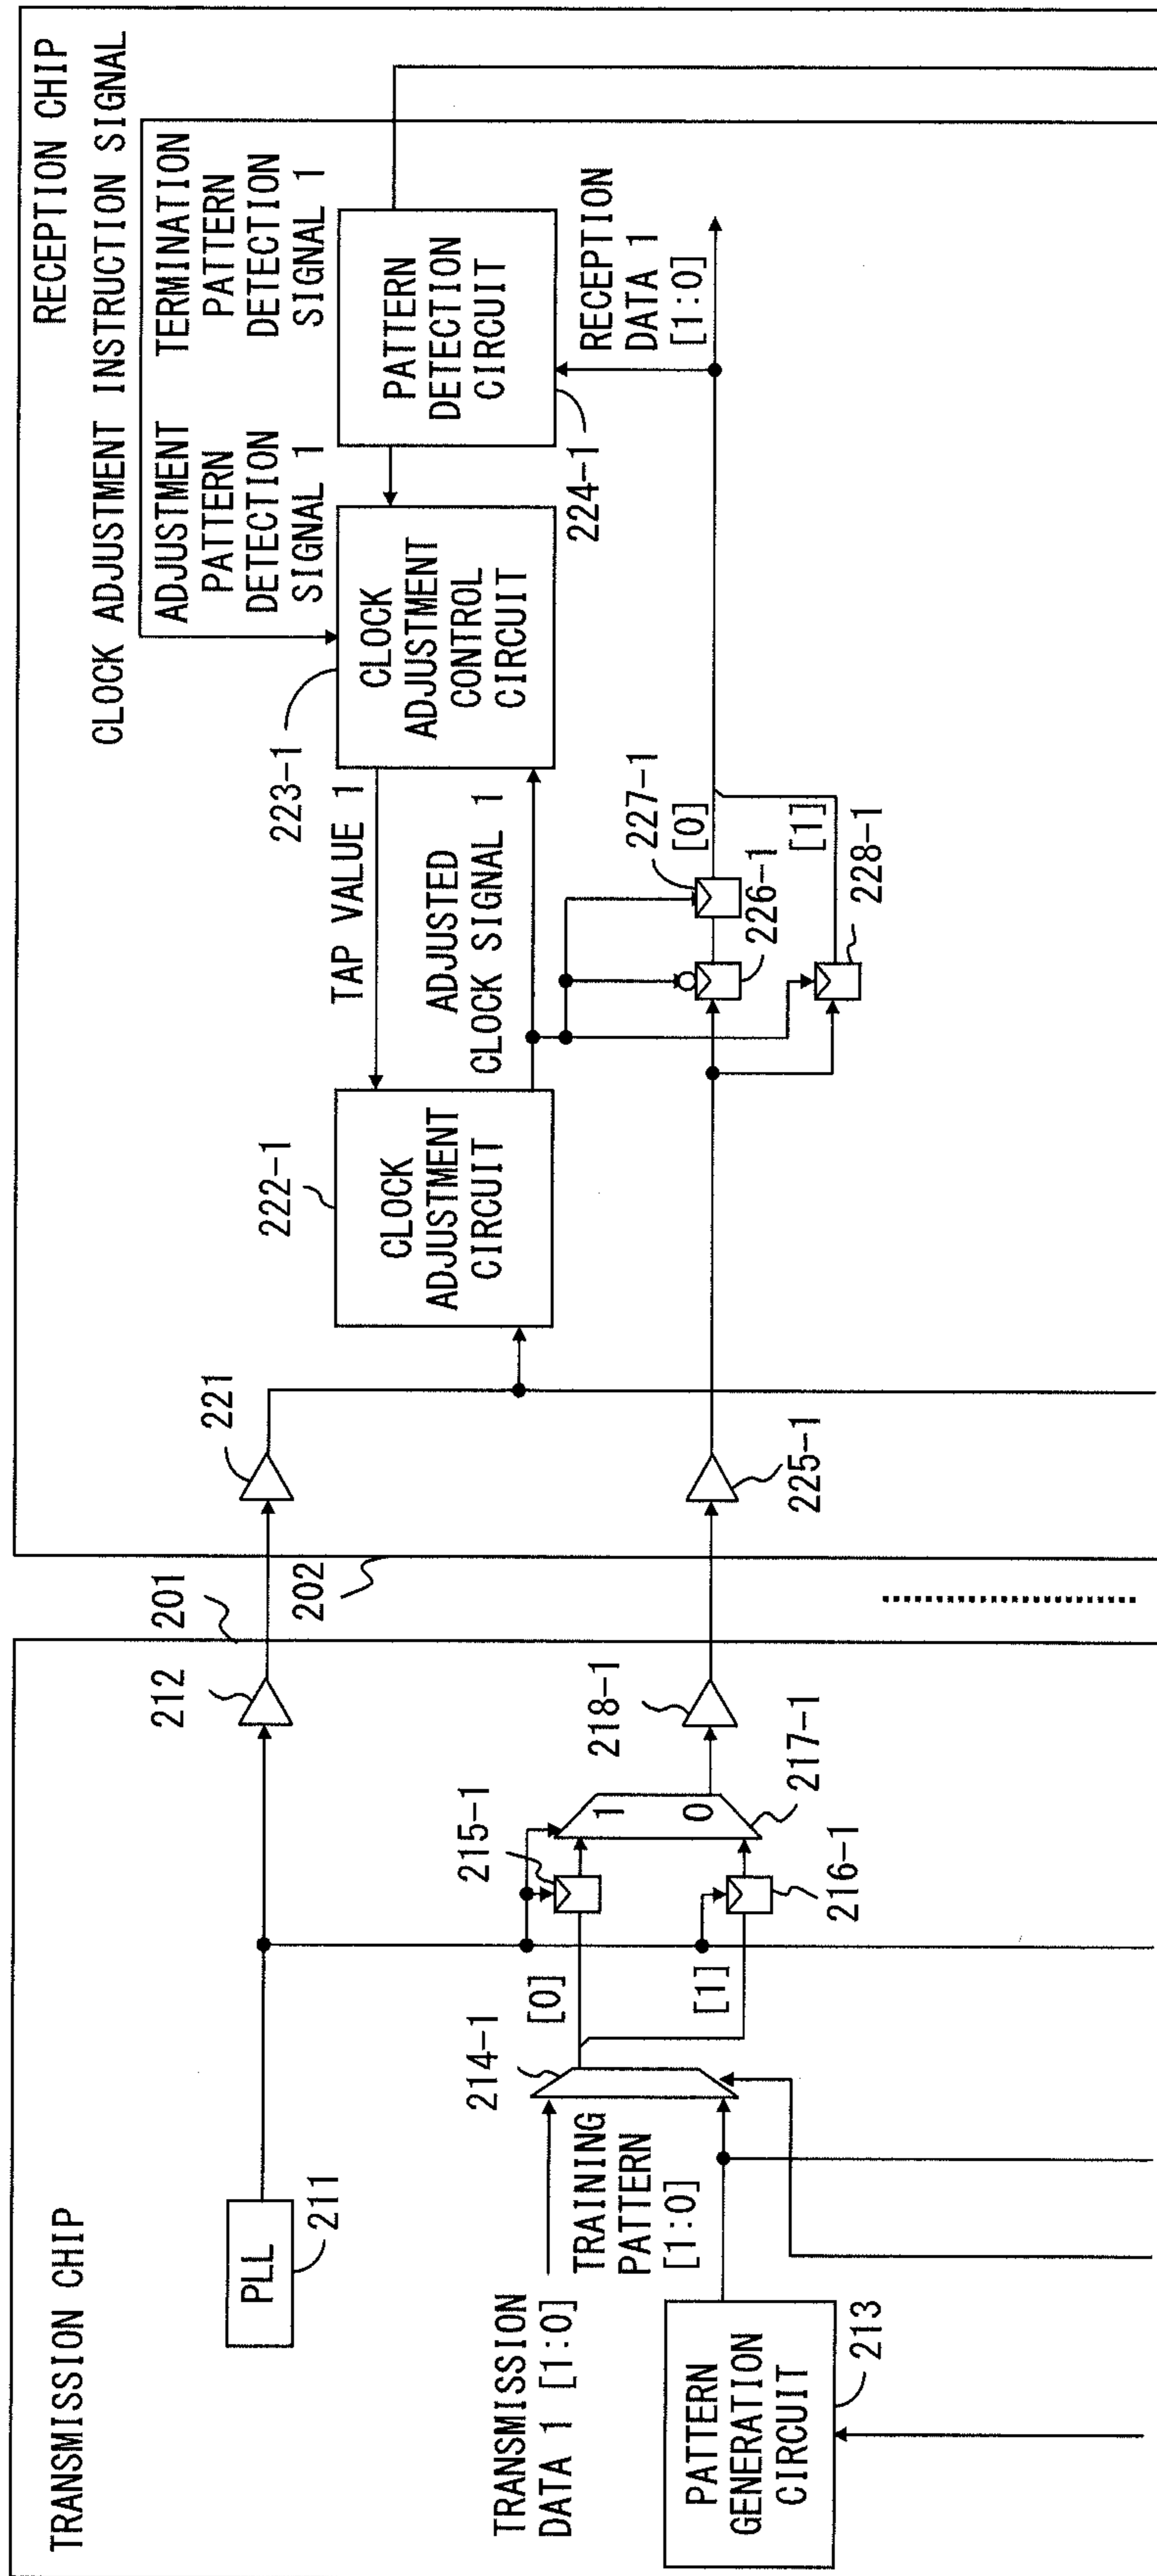 TRANSMISSION CHIP
PLL
211
212
201
202
TRANSMISSION
DATA 1 [1:0]
TRAINING
PATTERN
[1:0]
PATTERN
GENERATION
CIRCUIT
213
214-1
[0]
[1]
215-1
216-1
1
0
217-1
218-1
RECEPTION CHIP
CLOCK ADJUSTMENT INSTRUCTION SIGNAL
221
222-1
CLOCK
ADJUSTMENT
CIRCUIT
TAP VALUE 1
ADJUSTED
CLOCK SIGNAL 1
223-1
CLOCK
ADJUSTMENT
CONTROL
CIRCUIT
ADJUSTMENT
PATTERN
DETECTION
SIGNAL 1
TERMINATION
PATTERN
DETECTION
SIGNAL 1
PATTERN
DETECTION
CIRCUIT
224-1
RECEPTION
DATA 1
[1:0]
225-1
226-1
227-1
[0]
[1]
228-1